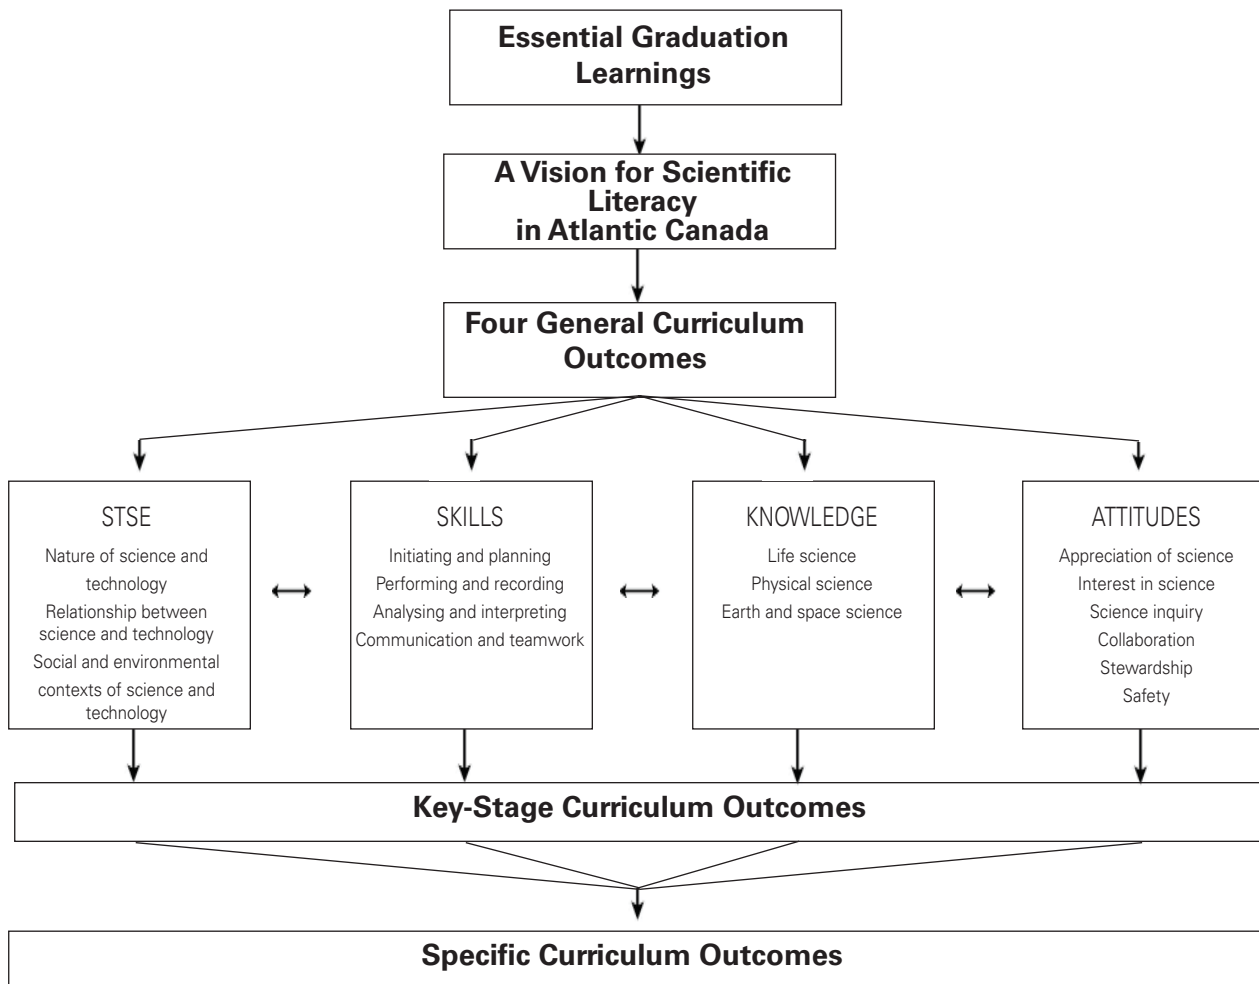 Essential Graduation
Learnings
A Vision for Scientific
Literacy
in Atlantic Canada
Four General Curriculum
Outcomes
STSE
Nature of science and
technology
Relationship between
science and technology
Social and environmental
contexts of science and
technology
SKILLS
Initiating and planning
Performing and recording
Analysing and interpreting
Communication and teamwork
KNOWLEDGE
Life science
Physical science
Earth and space science
ATTITUDES
Appreciation of science
Interest in science
Science inquiry
Collaboration
Stewardship
Safety
Key-Stage Curriculum Outcomes
Specific Curriculum Outcomes